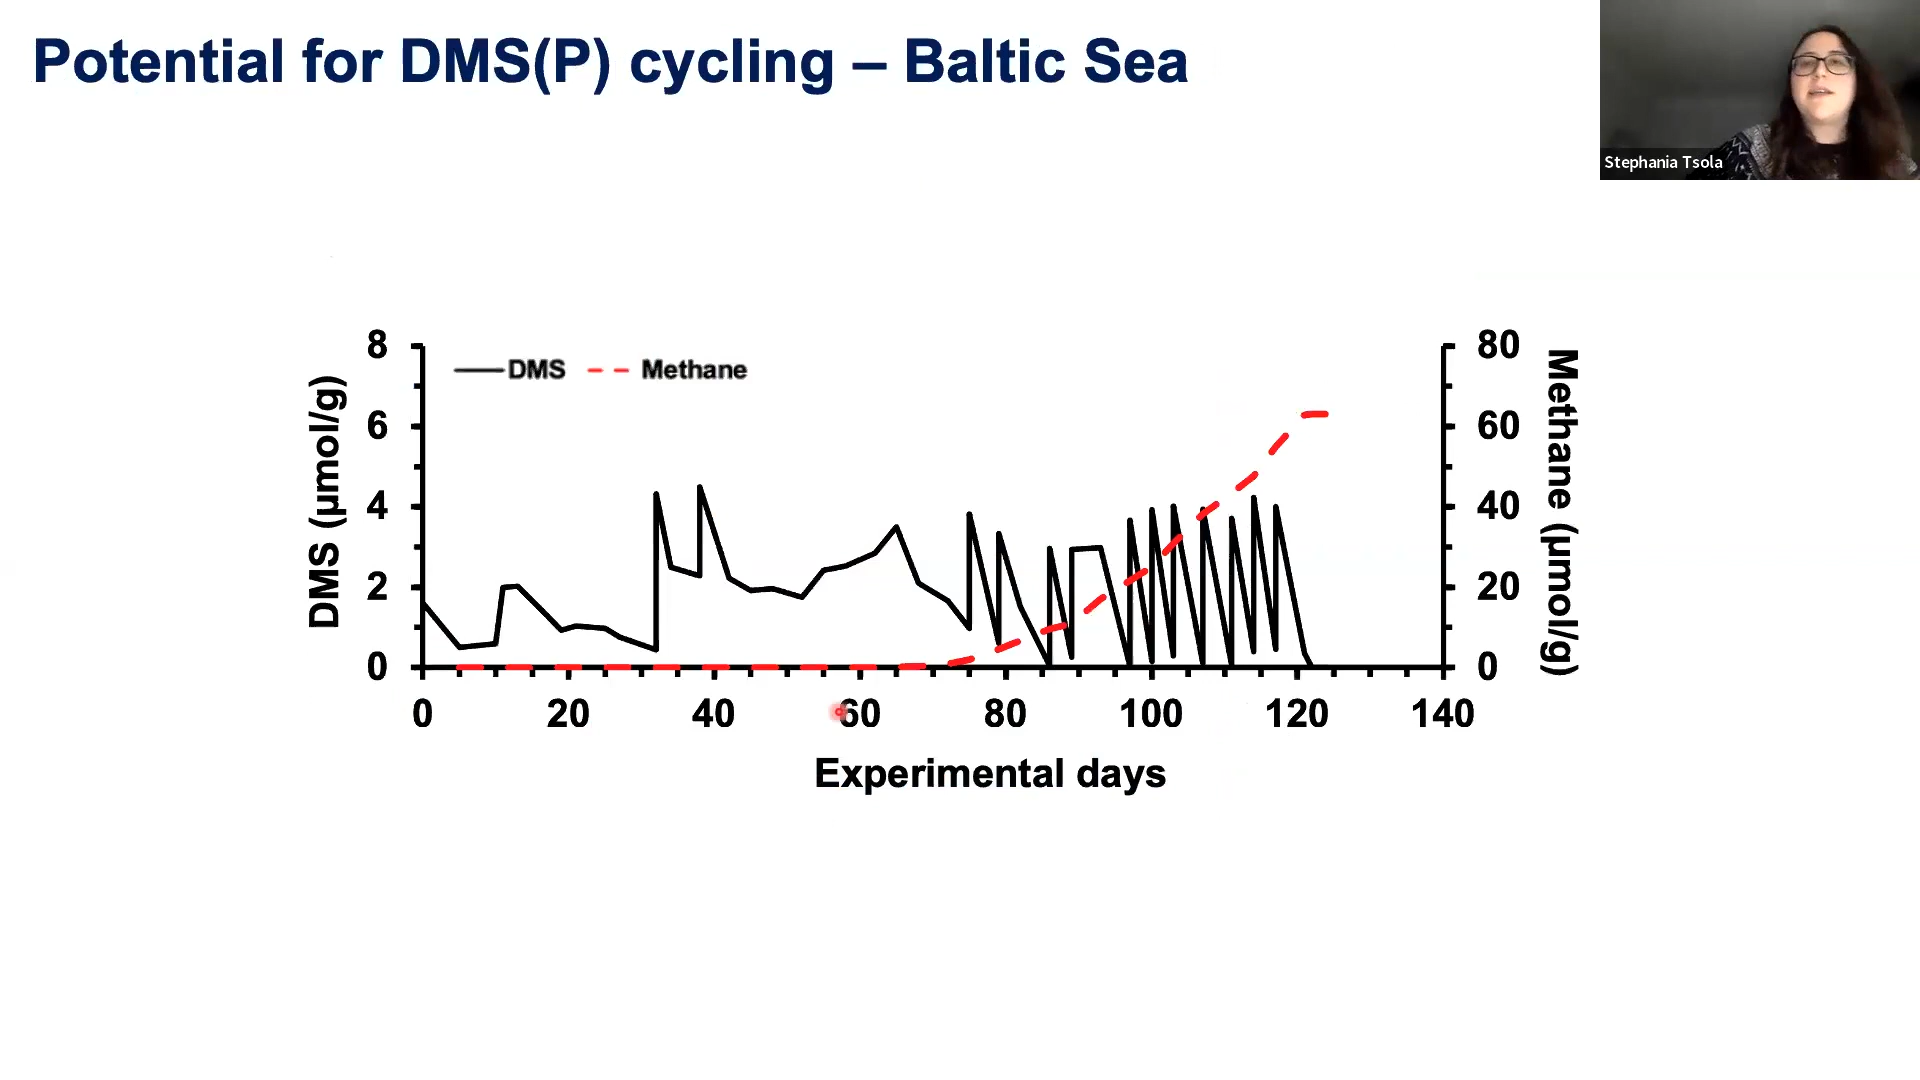 Potential for DMS(P) cycling – Baltic Sea
Stephania Tsola
DMS Methane
DMS (µmol/g)
8
6
4
2
0
80
60
40
20
0
Methane (µmol/g)
0 20 40 60 80 100 120 140
Experimental days